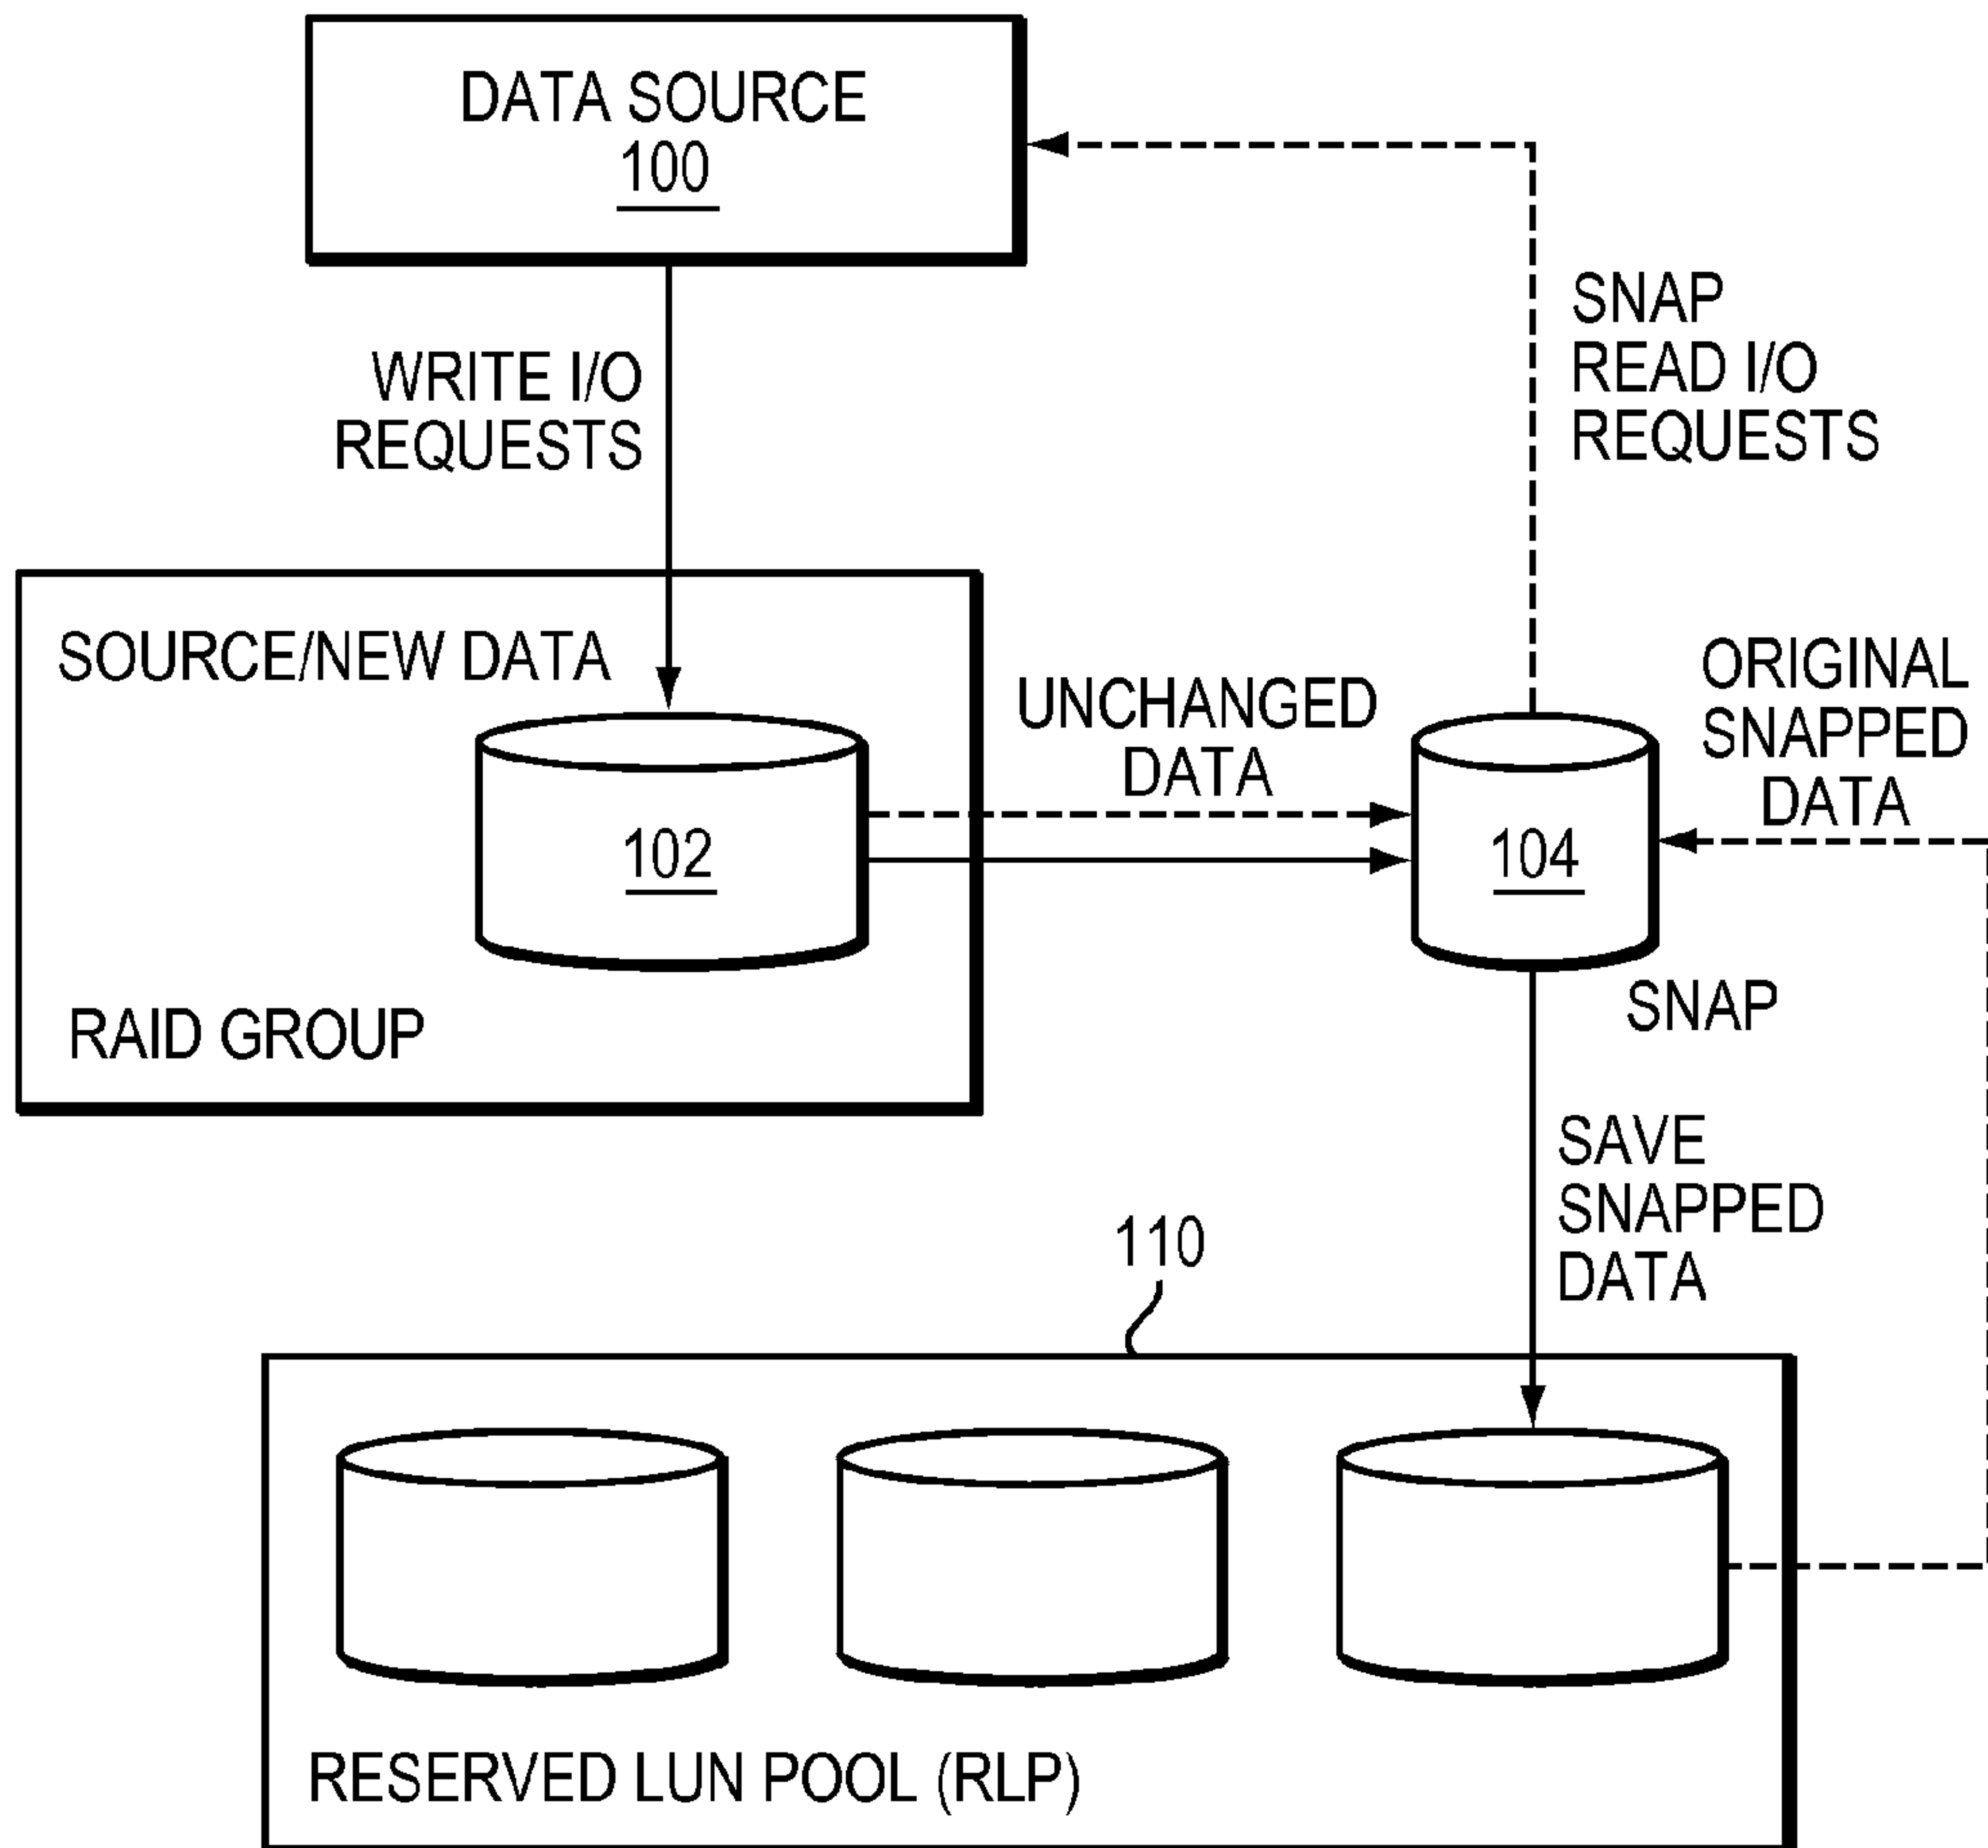 DATA SOURCE
100
WRITE I/O
REQUESTS
SNAP
READ I/O
REQUESTS
SOURCE/NEW DATA
102
RAID GROUP
UNCHANGED
DATA
104
SNAP
ORIGINAL
SNAPPED
DATA
SAVE
SNAPPED
DATA
110
RESERVED LUN POOL (RLP)